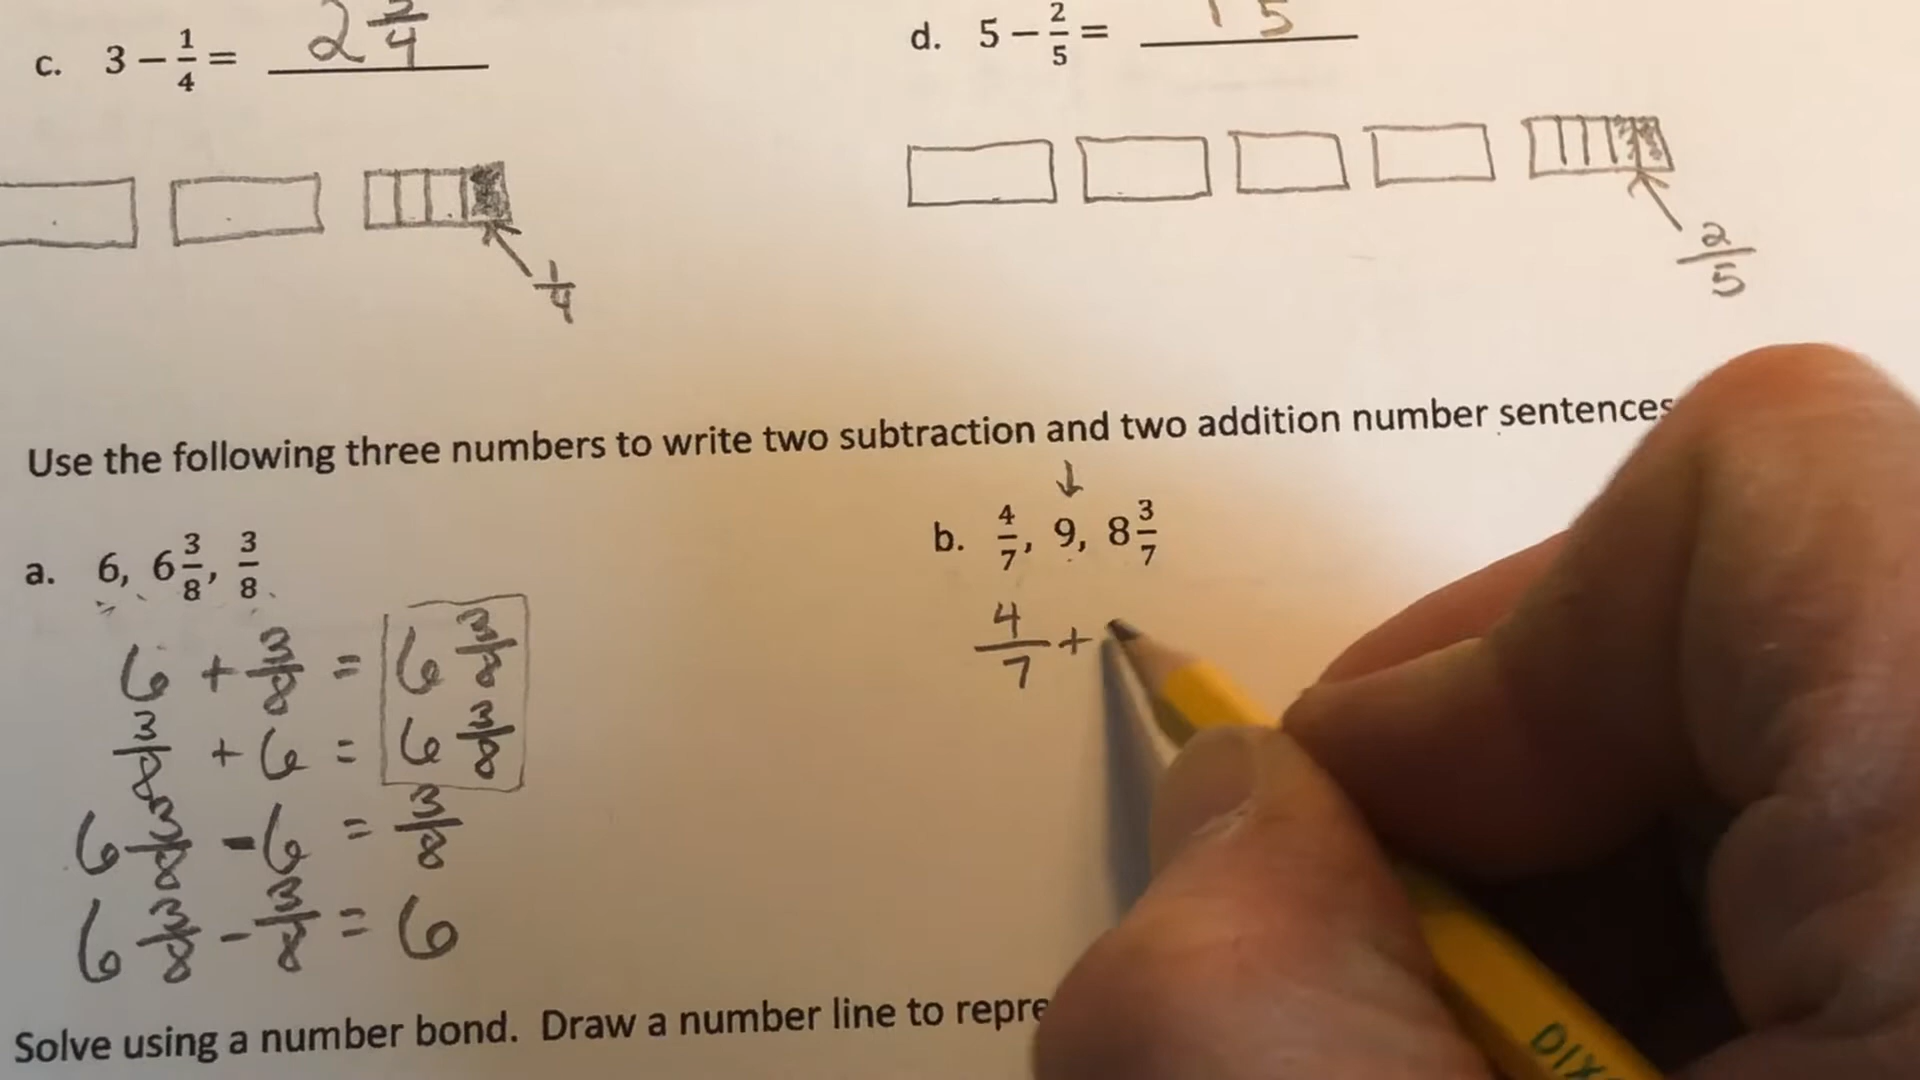 c. 3 - 1/4 = 2 3/4
d. 5 - 2/5 =
1/4
2/5
Use the following three numbers to write two subtraction and two addition number sentences
a. 6, 6 3/8, 3/8
6 + 3/8 = 6 3/8
3/8 + 6 = 6 3/8
6 3/8 - 6 = 3/8
6 3/8 - 3/8 = 6
b. 4/7, 9, 8 3/7
4/7 +
Solve using a number bond. Draw a number line to
DIX